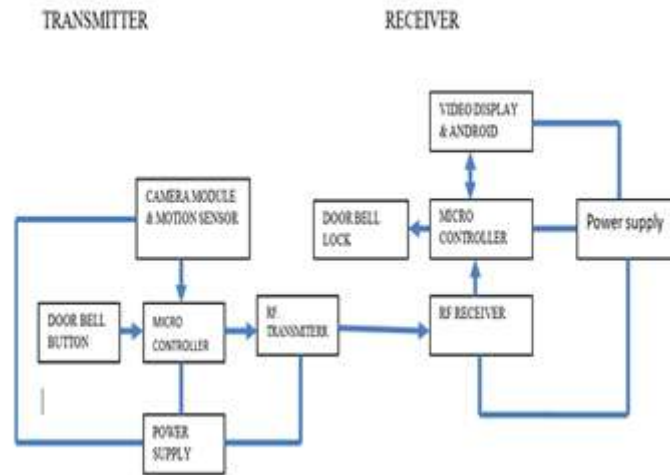 TRANSMITTER
RECEIVER
VIDEO DISPLAY
& ANDROID
CAMERA MODULE
& MOTION SENSOR
DOOR BELL
LOCK
MICRO
CONTROLLER
Power supply
DOOR BELL
BUTTON
MICRO
CONTROLLER
RF
TRANSMITERR
RF RECEIVER
POWER
SUPPLY